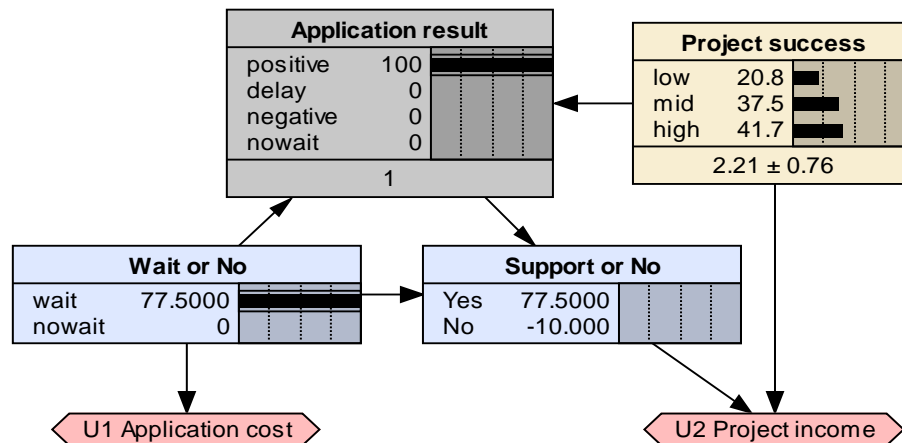 Application result
positive 100
delay 0
negative 0
nowait 0
1
Project success
low 20.8
mid 37.5
high 41.7
2.21 ± 0.76
Wait or No
wait 77.5000
nowait 0
Support or No
Yes 77.5000
No -10.000
U1 Application cost
U2 Project income